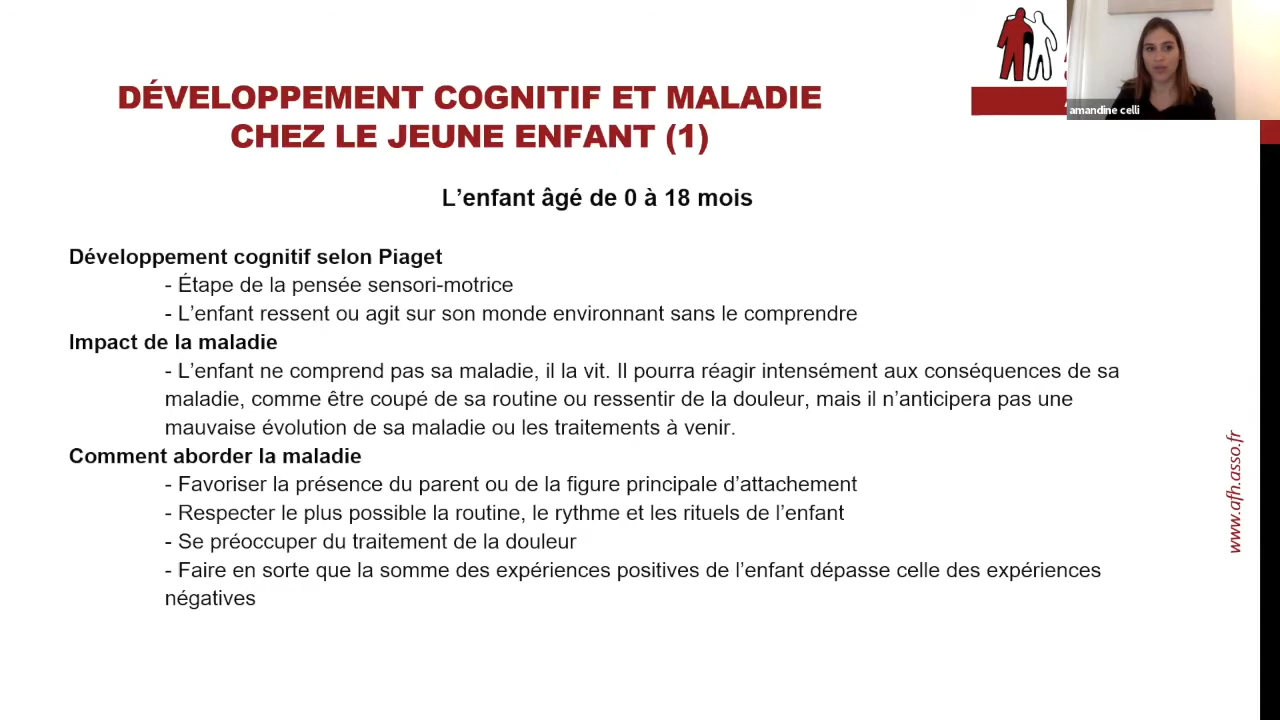 DÉVELOPPEMENT COGNITIF ET MALADIE
CHEZ LE JEUNE ENFANT (1)
amandine celli
L’enfant âgé de 0 à 18 mois
Développement cognitif selon Piaget
- Étape de la pensée sensori-motrice
- L’enfant ressent ou agit sur son monde environnant sans le comprendre
Impact de la maladie
- L’enfant ne comprend pas sa maladie, il la vit. Il pourra réagir intensément aux conséquences de sa
maladie, comme être coupé de sa routine ou ressentir de la douleur, mais il n’anticipera pas une
mauvaise évolution de sa maladie ou les traitements à venir.
Comment aborder la maladie
- Favoriser la présence du parent ou de la figure principale d’attachement
- Respecter le plus possible la routine, le rythme et les rituels de l’enfant
- Se préoccuper du traitement de la douleur
- Faire en sorte que la somme des expériences positives de l’enfant dépasse celle des expériences
négatives
www.afh.asso.fr